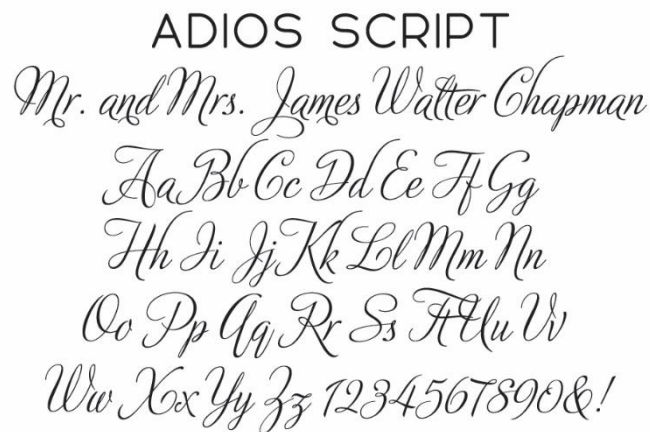 ADIOS SCRIPT
Mr. and Mrs. James Walter Chapman
Aa Bb Cc Dd Ee Ff Gg
Hh Ii Jj Kk Ll Mm Nn
Oo Pp Qq Rr Ss Tt Uu Vv
Ww Xx Yy Zz 1234567890&!